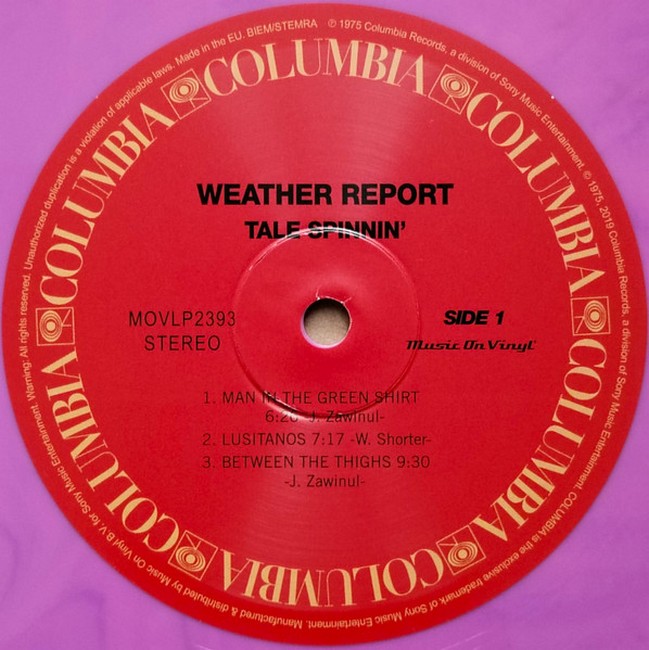 COLUMBIA
COLUMBIA
COLUMBIA
COLUMBIA
COLUMBIA
COLUMBIA
COLUMBIA
Manufactured & distributed by Music On Vinyl B.V. for Sony Music Entertainment. Warning: All rights reserved. Unauthorized duplication is a violation of applicable laws. Made in the EU. BIEM/STEMRA
℗ 1975 Columbia Records, a division of Sony Music Entertainment. © 1975, 2019 Columbia Records, a division of Sony Music Entertainment. COLUMBIA is the exclusive trademark of Sony Music Entertainment.
WEATHER REPORT
TALE SPINNIN'
MOVLP2393
STEREO
SIDE 1
Music On Vinyl
1. MAN IN THE GREEN SHIRT
6:26 -J. Zawinul-
2. LUSITANOS 7:17 -W. Shorter-
3. BETWEEN THE THIGHS 9:30
-J. Zawinul-